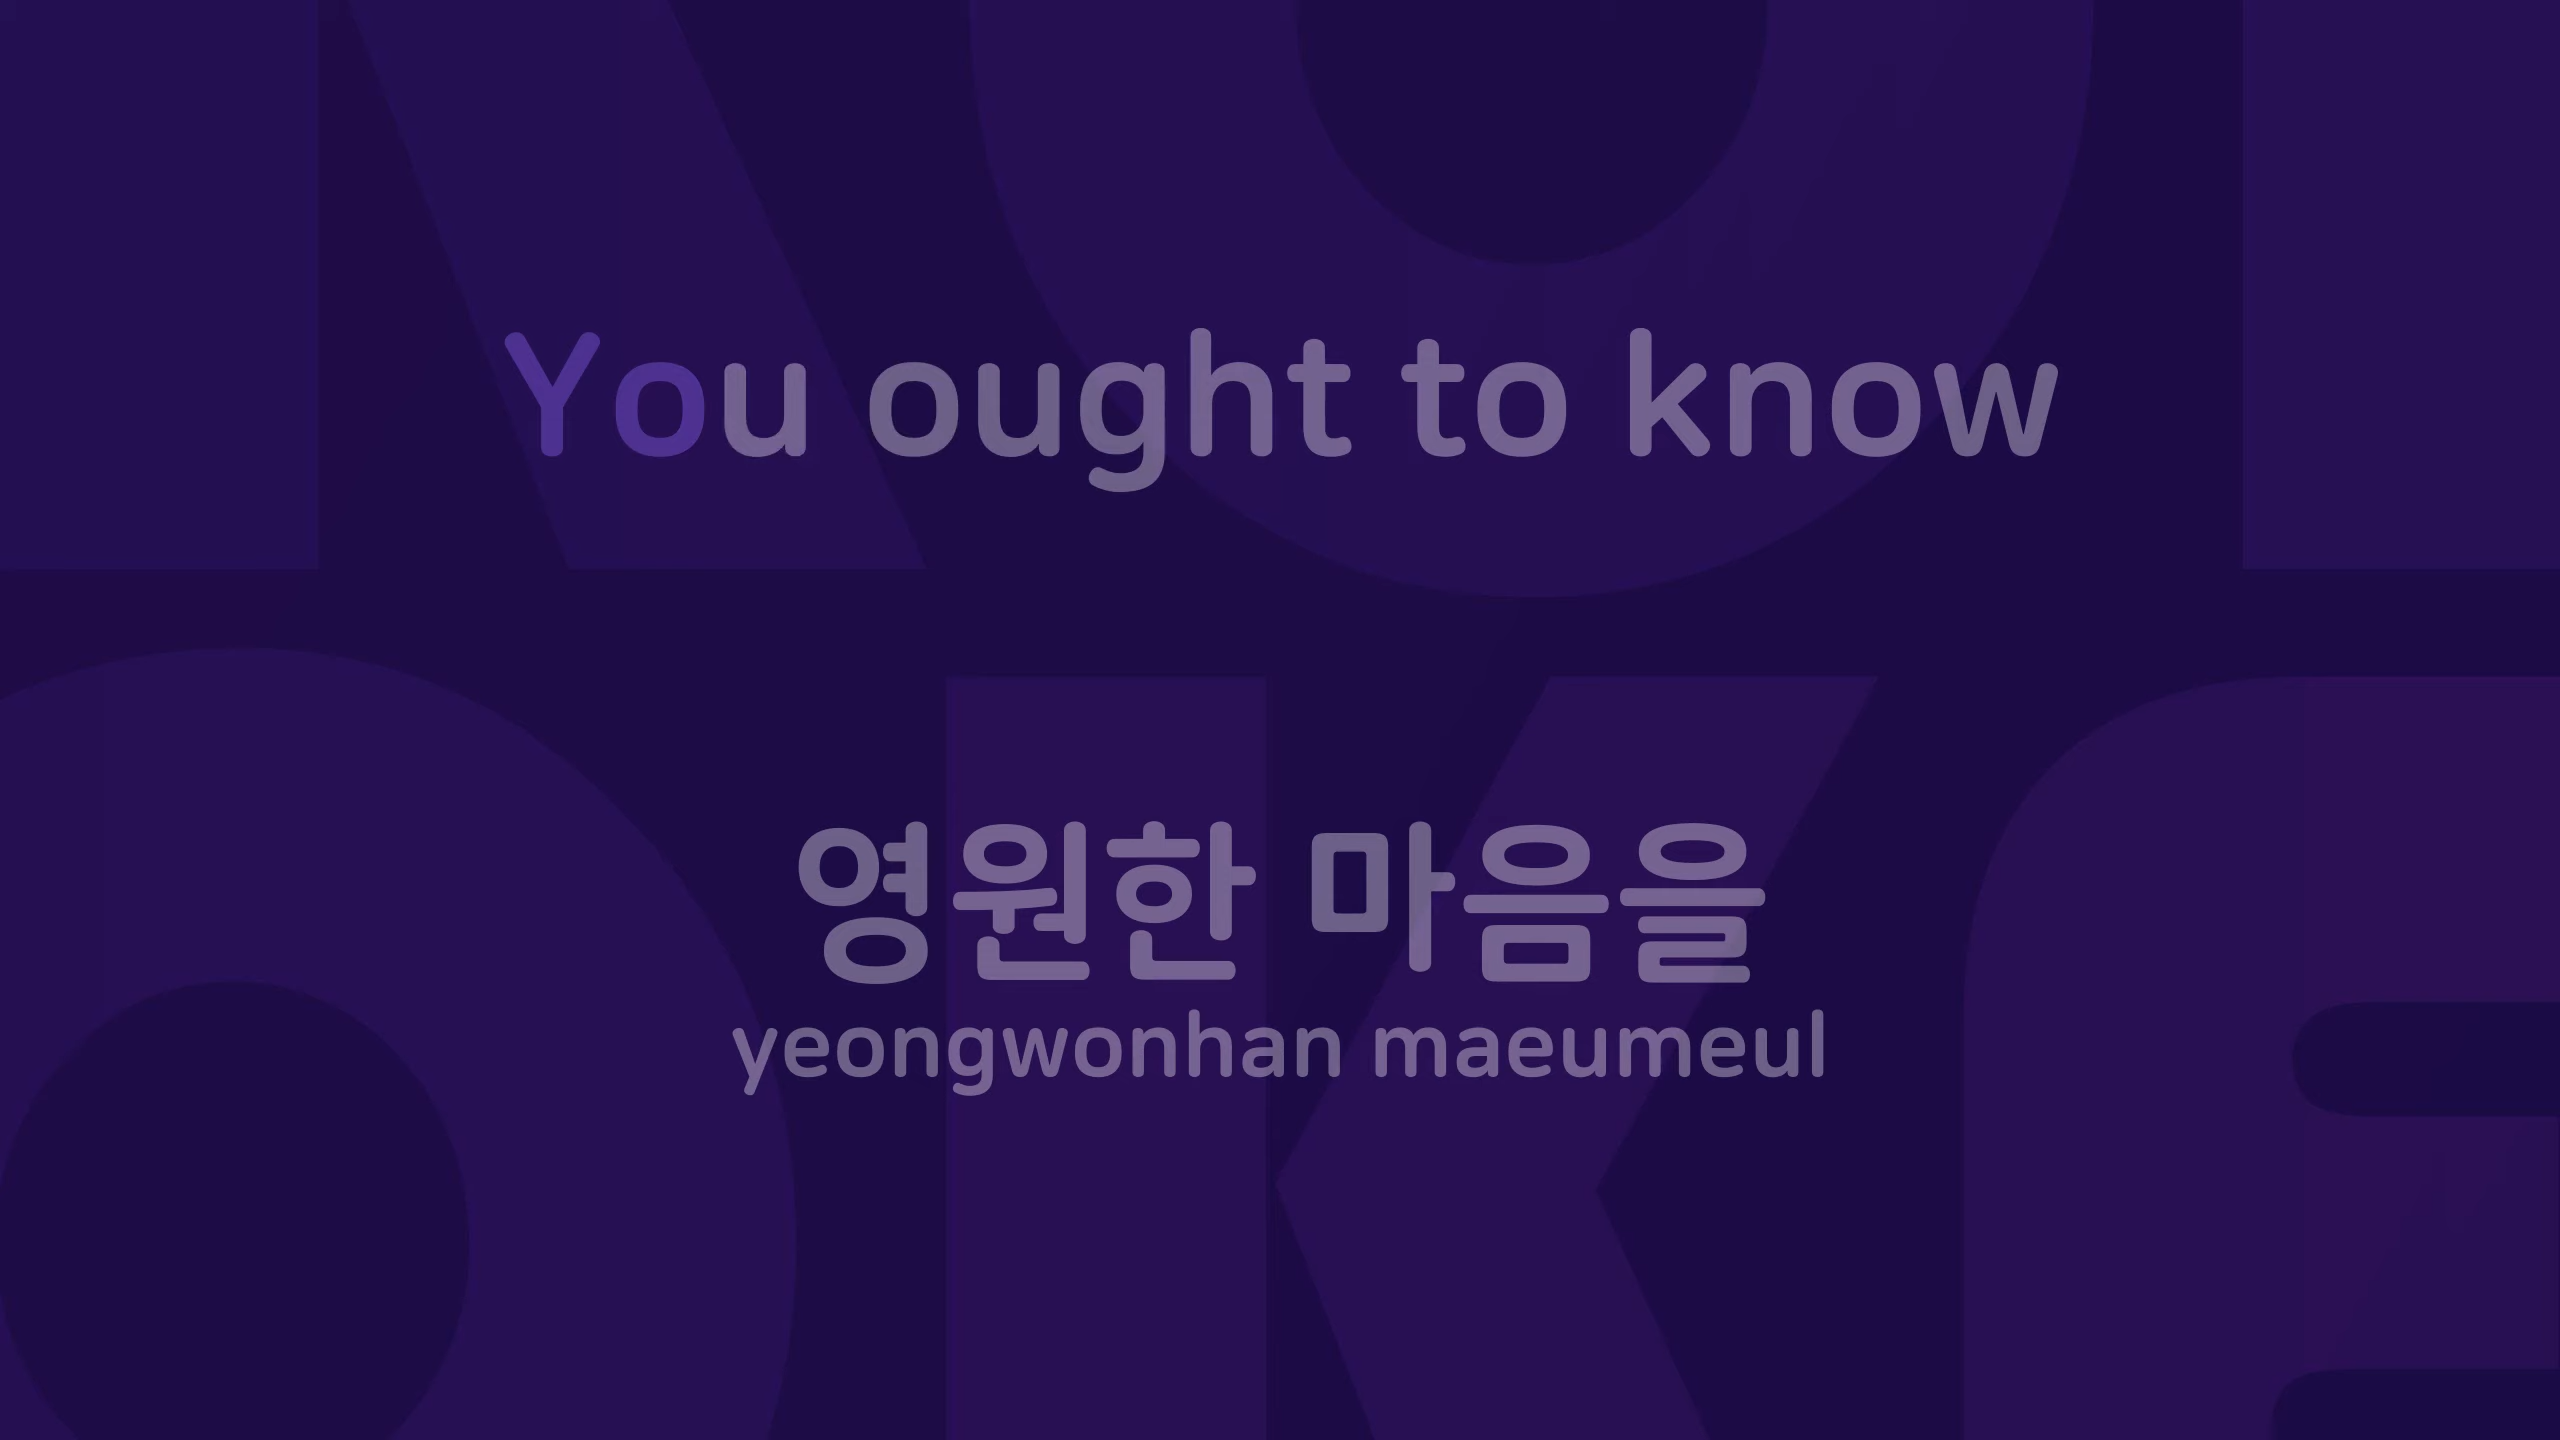 You ought to know
영원한 마음을
yeongwonhan maeumeul